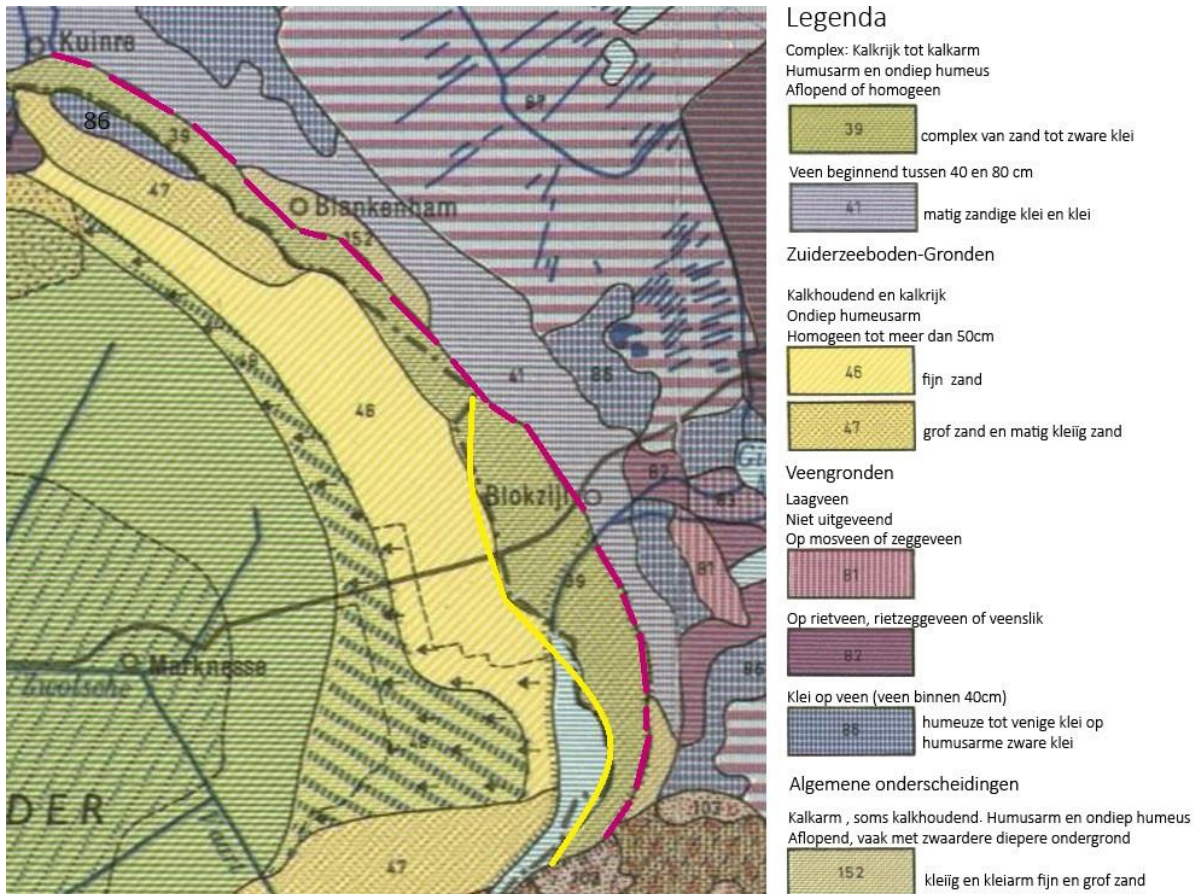 Kuinre
86
39
47
Blankenham
152
87
41
86
46
Blokzijl
82
83
81
39
86
Marknesse
Zwolsche
DER
47
Legenda
Complex: Kalkrijk tot kalkarm
Humusarm en ondiep humeus
Aflopend of homogeen
39 complex van zand tot zware klei
Veen beginnend tussen 40 en 80 cm
41 matig zandige klei en klei
Zuiderzeeboden-Gronden
Kalkhoudend en kalkrijk
Ondiep humeusarm
Homogeen tot meer dan 50cm
46 fijn zand
47 grof zand en matig kleiïg zand
Veengronden
Laagveen
Niet uitgeveend
Op mosveen of zeggeveen
81
Op rietveen, rietzeggeveen of veenslik
82
Klei op veen (veen binnen 40cm)
86 humeuze tot venige klei op
humusarme zware klei
Algemene onderscheidingen
Kalkarm , soms kalkhoudend. Humusarm en ondiep humeus
Aflopend, vaak met zwaardere diepere ondergrond
152 kleiïg en kleiarm fijn en grof zand